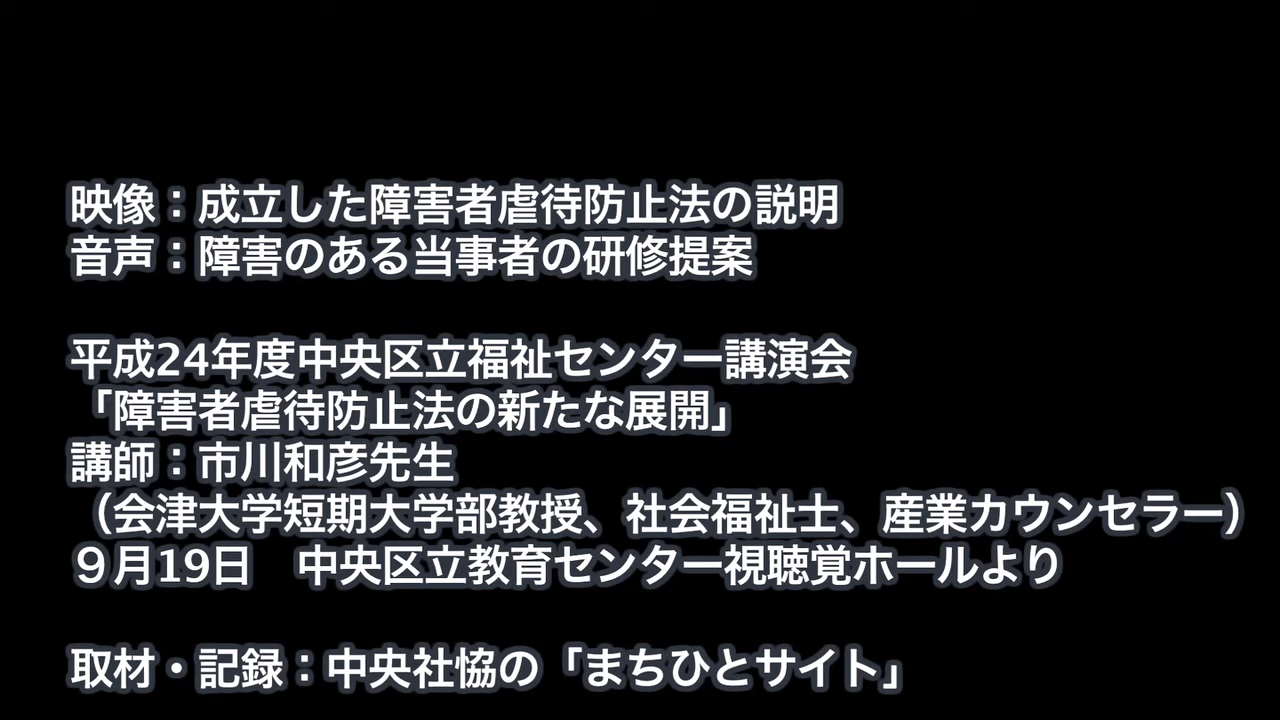 映像：成立した障害者虐待防止法の説明
音声：障害のある当事者の研修提案
平成24年度中央区立福祉センター講演会
「障害者虐待防止法の新たな展開」
講師：市川和彦先生
（会津大学短期大学部教授、社会福祉士、産業カウンセラー）
９月19日　中央区立教育センター視聴覚ホールより
取材・記録：中央社協の「まちひとサイト」